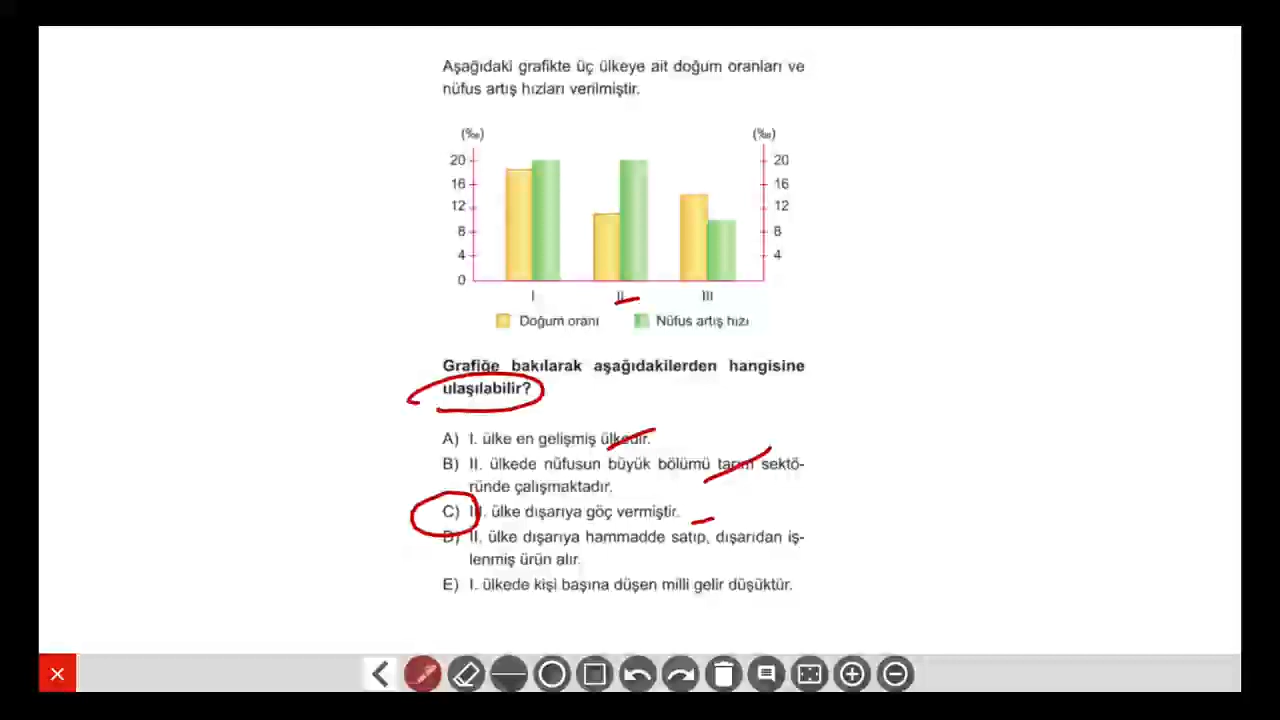 Aşağıdaki grafikte üç ülkeye ait doğum oranları ve
nüfus artış hızları verilmiştir.
(‰) (‰)
20 20
16 16
12 12
8 8
4 4
0
I II III
Doğum oranı Nüfus artış hızı
Grafiğe bakılarak aşağıdakilerden hangisine
ulaşılabilir?
A) I. ülke en gelişmiş ülkedir.
B) II. ülkede nüfusun büyük bölümü tarım sektö-
ründe çalışmaktadır.
C) III. ülke dışarıya göç vermiştir.
D) II. ülke dışarıya hammadde satıp, dışarıdan iş-
lenmiş ürün alır.
E) I. ülkede kişi başına düşen milli gelir düşüktür.